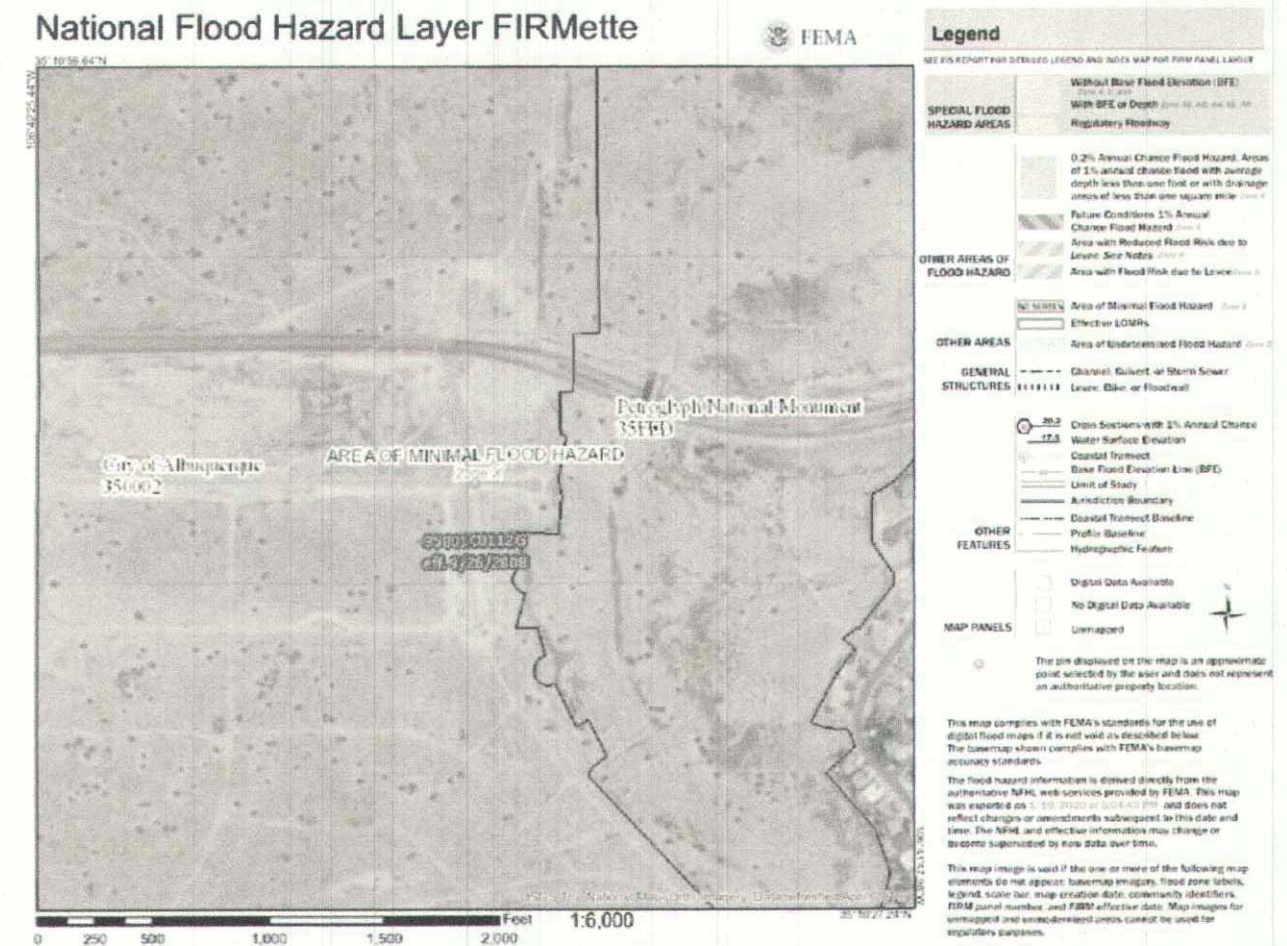 National Flood Hazard Layer FIRMette
FEMA
Legend
SEE FIS REPORT FOR DETAILED LEGEND AND INDEX MAP FOR FIRM PANEL LAYOUT
SPECIAL FLOOD
HAZARD AREAS
Without Base Flood Elevation (BFE)
With BFE or Depth
Regulatory Floodway
0.2% Annual Chance Flood Hazard, Areas
of 1% annual chance flood with average
depth less than one foot or with drainage
areas of less than one square mile
Future Conditions 1% Annual
Chance Flood Hazard
Area with Reduced Flood Risk due to
Levee. See Notes.
Area with Flood Risk due to Levee
OTHER AREAS OF
FLOOD HAZARD
NO SCREEN Area of Minimal Flood Hazard
Effective LOMRs
OTHER AREAS
Area of Undetermined Flood Hazard
GENERAL
STRUCTURES
Channel, Culvert, or Storm Sewer
Levee, Dike, or Floodwall
20.2 Cross Sections with 1% Annual Chance
17.5 Water Surface Elevation
Coastal Transect
Base Flood Elevation Line (BFE)
Limit of Study
Jurisdiction Boundary
Coastal Transect Baseline
OTHER
FEATURES
Profile Baseline
Hydrographic Feature
Digital Data Available
No Digital Data Available
MAP PANELS
Unmapped
The pin displayed on the map is an approximate
point selected by the user and does not represent
an authoritative property location.
This map complies with FEMA's standards for the use of
digital flood maps if it is not void as described below.
The basemap shown complies with FEMA's basemap
accuracy standards
The flood hazard information is derived directly from the
authoritative NFHL web services provided by FEMA. This map
was exported on and does not
reflect changes or amendments subsequent to this date and
time. The NFHL and effective information may change or
become superseded by new data over time.
This map image is void if the one or more of the following map
elements do not appear: basemap imagery, flood zone labels,
legend, scale bar, map creation date, community identifiers,
FIRM panel number, and FIRM effective date. Map images for
unmapped and unmodernized areas cannot be used for
regulatory purposes.
City of Albuquerque
350002
AREA OF MINIMAL FLOOD HAZARD
Zone X
Petroglyph National Monument
eff.
35°10'27.24"N
Feet 1:6,000
0 250 500 1,000 1,500 2,000